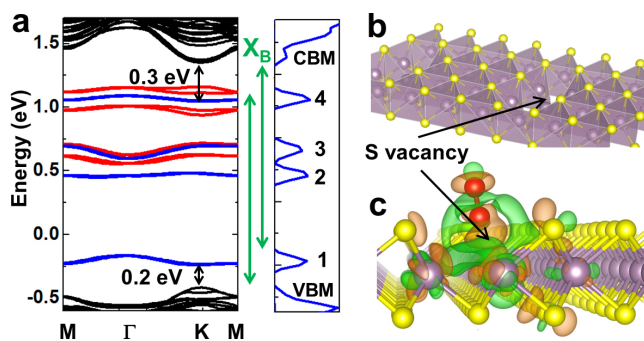 a
1.5
1.0
0.5
0.0
-0.5
Energy (eV)
0.3 eV
0.2 eV
M
Γ
K
M
X_B
CBM
4
3
2
1
VBM
b
S vacancy
c